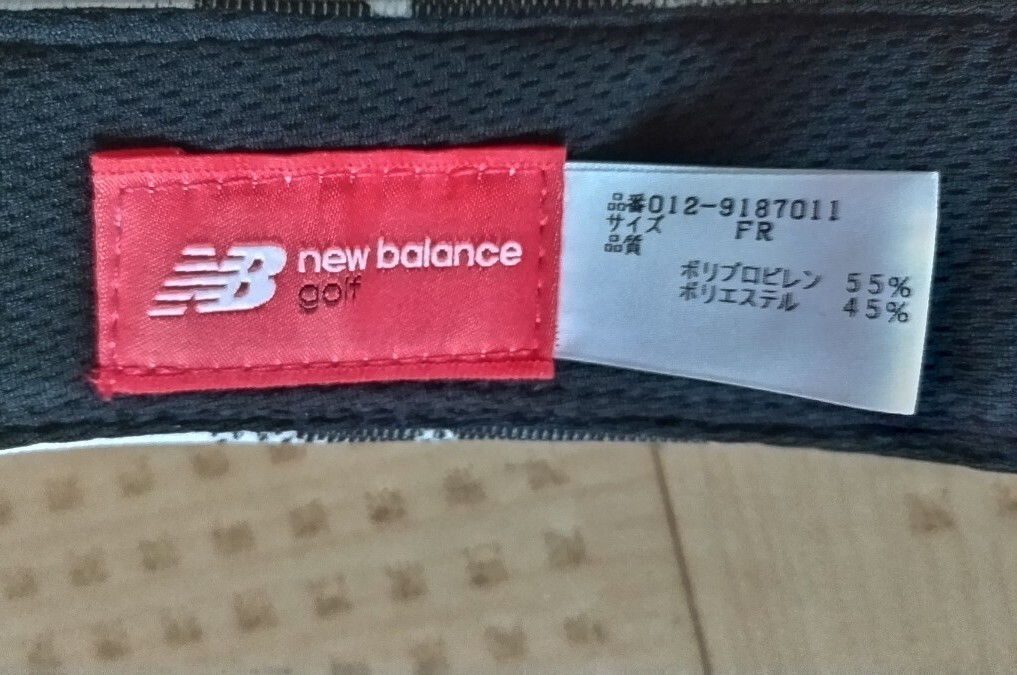 NB new balance
golf
品番012-9187011
サイズ FR
品質
ポリプロピレン 55%
ポリエステル 45%